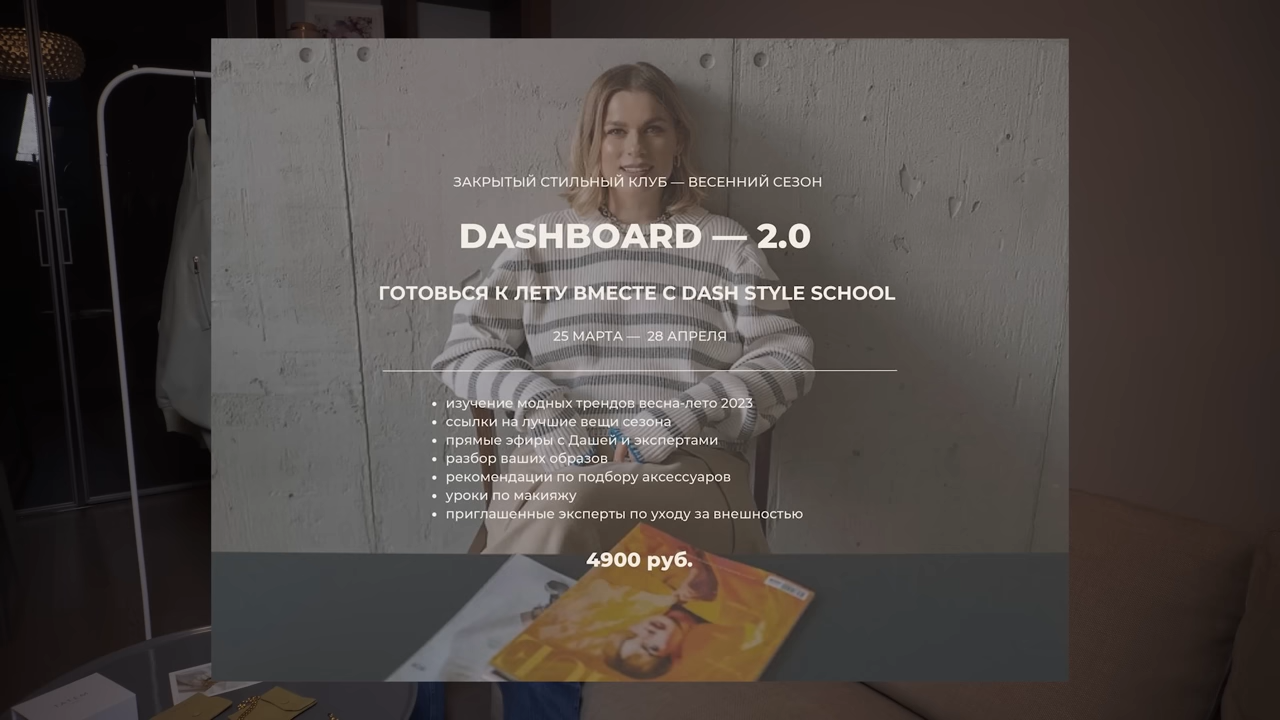 ЗАКРЫТЫЙ СТИЛЬНЫЙ КЛУБ — ВЕСЕННИЙ СЕЗОН
DASHBOARD — 2.0
ГОТОВЬСЯ К ЛЕТУ ВМЕСТЕ С DASH STYLE SCHOOL
25 МАРТА — 28 АПРЕЛЯ
• изучение модных трендов весна-лето 2023
• ссылки на лучшие вещи сезона
• прямые эфиры с Дашей и экспертами
• разбор ваших образов
• рекомендации по подбору аксессуаров
• уроки по макияжу
• приглашенные эксперты по уходу за внешностью
4900 руб.